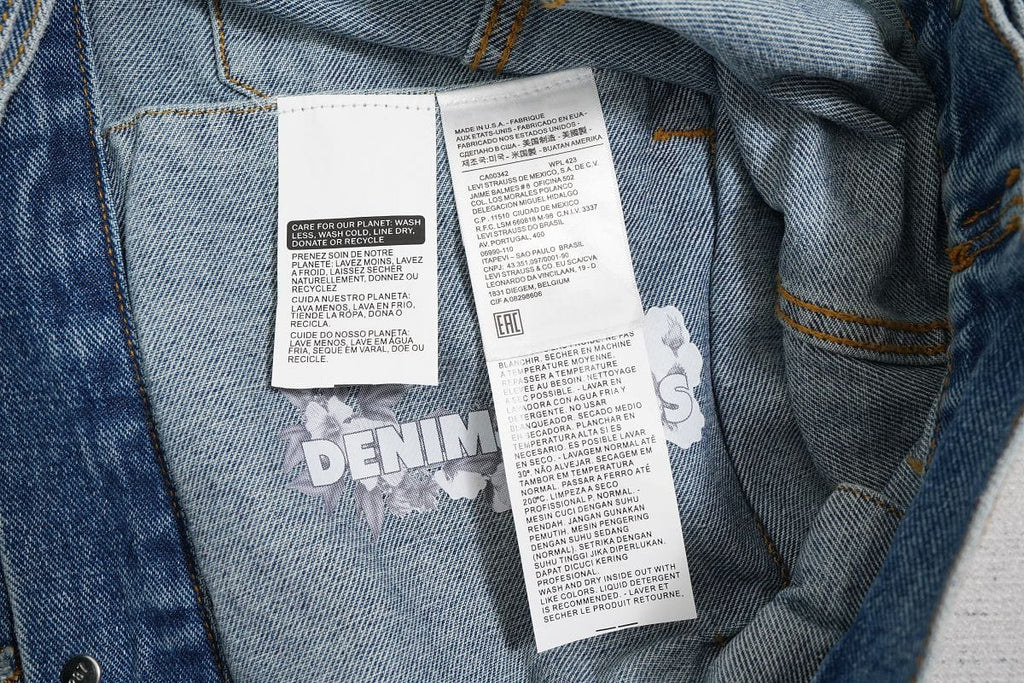 CARE FOR OUR PLANET: WASH
LESS, WASH COLD, LINE DRY,
DONATE OR RECYCLE
PRENEZ SOIN DE NOTRE
PLANETE: LAVEZ MOINS, LAVEZ
A FROID, LAISSEZ SECHER
NATURELLEMENT, DONNEZ OU
RECYCLEZ
CUIDA NUESTRO PLANETA:
LAVA MENOS, LAVA EN FRIO,
TIENDE LA ROPA, DONA O
RECICLA.
CUIDE DO NOSSO PLANETA:
LAVE MENOS, LAVE EM ÁGUA
FRIA, SEQUE EM VARAL, DOE OU
RECICLE.
MADE IN U.S.A. - FABRIQUE
AUX ETATS-UNIS - FABRICADO EN EUA-
FABRICADO NOS ESTADOS UNIDOS -
СДЕЛАНО В США - 美国制造 - 美國製 -
제조국:미국 - 米国製 - BUATAN AMERIKA
CA00342 WPL 423
LEVI STRAUSS DE MEXICO, S.A. DE C.V.
JAIME BALMES # 8 OFICINA 502
COL. LOS MORALES POLANCO
DELEGACION MIGUEL HIDALGO
C.P. 11510 CIUDAD DE MEXICO
R.F.C. LSM 660818 M-98 C.N.I.V. 3337
LEVI STRAUSS DO BRASIL
AV. PORTUGAL, 400
06690-110
ITAPEVI - SAO PAULO BRASIL
CNPJ: 43.351.097/0001-90
LEVI STRAUSS & CO. EU SCA/CVA
LEONARDO DA VINCILAAN, 19 - D
1831 DIEGEM, BELGIUM
CIF A 08298606
EAC
NE PAS
BLANCHIR. SECHER EN MACHINE
A TEMPERATURE MOYENNE.
REPASSER A TEMPERATURE
ELEVEE AU BESOIN. NETTOYAGE
A SEC POSSIBLE. - LAVAR EN
LAVADORA CON AGUA FRIA Y
DETERGENTE. NO USAR
BLANQUEADOR. SECADO MEDIO
EN SECADORA. PLANCHAR EN
TEMPERATURA ALTA SI ES
NECESARIO. ES POSIBLE LAVAR
EN SECO. - LAVAGEM NORMAL ATÉ
30º. NÃO ALVEJAR. SECAGEM EM
TAMBOR EM TEMPERATURA
NORMAL. PASSAR A FERRO ATÉ
200ºC. LIMPEZA A SECO
PROFISSIONAL P. NORMAL. -
MESIN CUCI DENGAN SUHU
RENDAH. JANGAN GUNAKAN
PEMUTIH. MESIN PENGERING
DENGAN SUHU SEDANG
(NORMAL). SETRIKA DENGAN
SUHU TINGGI JIKA DIPERLUKAN.
DAPAT DICUCI KERING
PROFESIONAL.
WASH AND DRY INSIDE OUT WITH
LIKE COLORS. LIQUID DETERGENT
IS RECOMMENDED. - LAVER ET
SECHER LE PRODUIT RETOURNE.
DENIM S